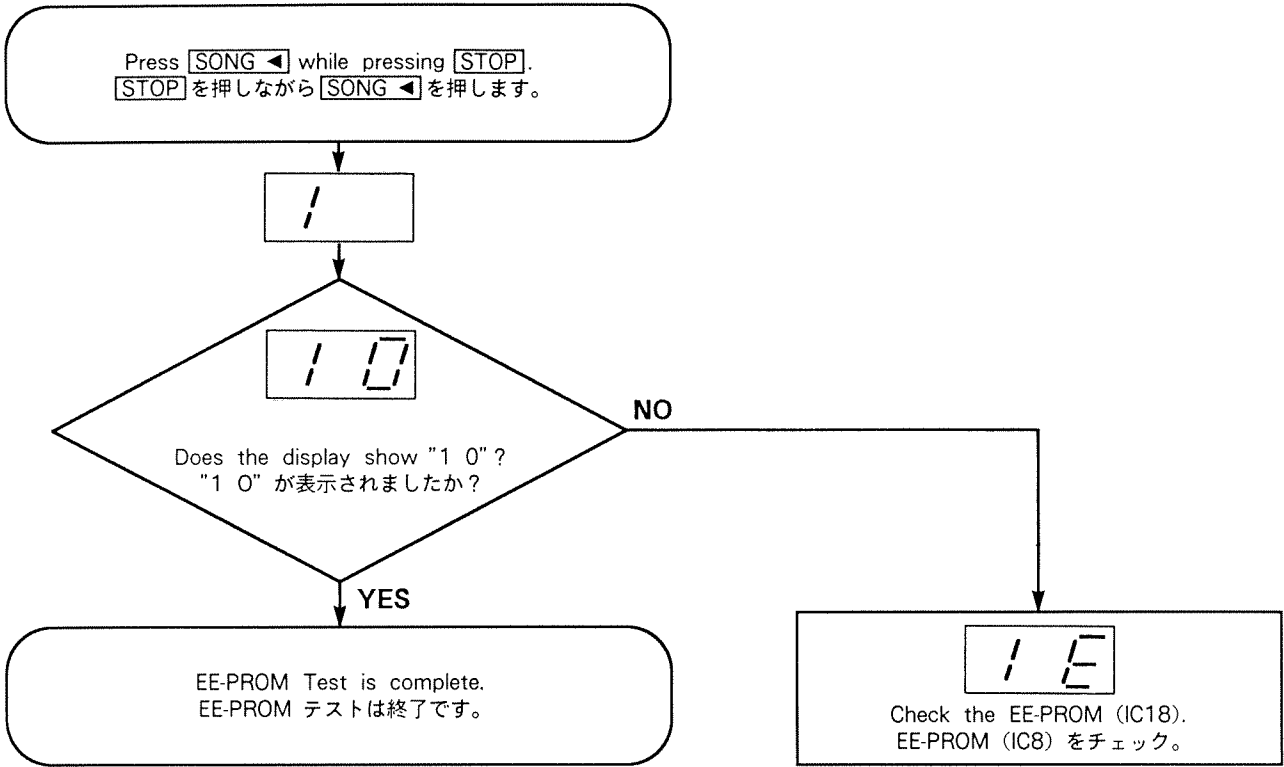 Press SONG ◀ while pressing STOP.
STOP を押しながら SONG ◀ を押します。
1
1 0
Does the display show "1 0"?
"1 0" が表示されましたか?
NO
YES
EE-PROM Test is complete.
EE-PROM テストは終了です。
1 E
Check the EE-PROM (IC18).
EE-PROM (IC8) をチェック。